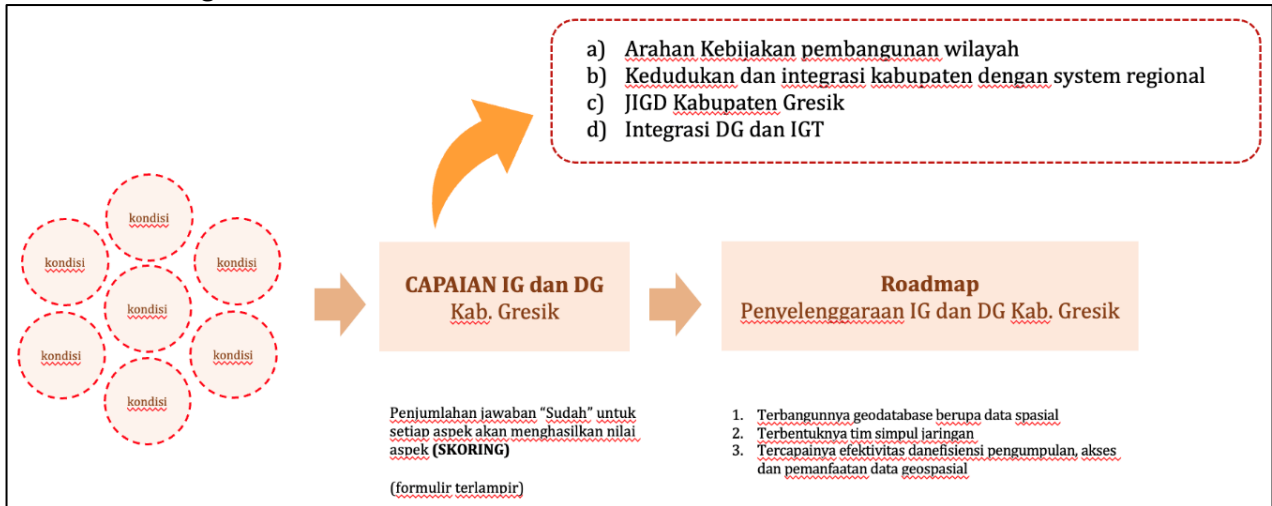 a) Arahan Kebijakan pembangunan wilayah
b) Kedudukan dan integrasi kabupaten dengan system regional
c) JIGD Kabupaten Gresik
d) Integrasi DG dan IGT
kondisi
kondisi
kondisi
kondisi
kondisi
kondisi
kondisi
CAPAIAN IG dan DG
Kab. Gresik
Roadmap
Penyelenggaraan IG dan DG Kab. Gresik
Penjumlahan jawaban “Sudah” untuk
setiap aspek akan menghasilkan nilai
aspek (SKORING)
(formulir terlampir)
1. Terbangunnya geodatabase berupa data spasial
2. Terbentuknya tim simpul jaringan
3. Tercapainya efektivitas danefisiensi pengumpulan, akses
dan pemanfaatan data geospasial